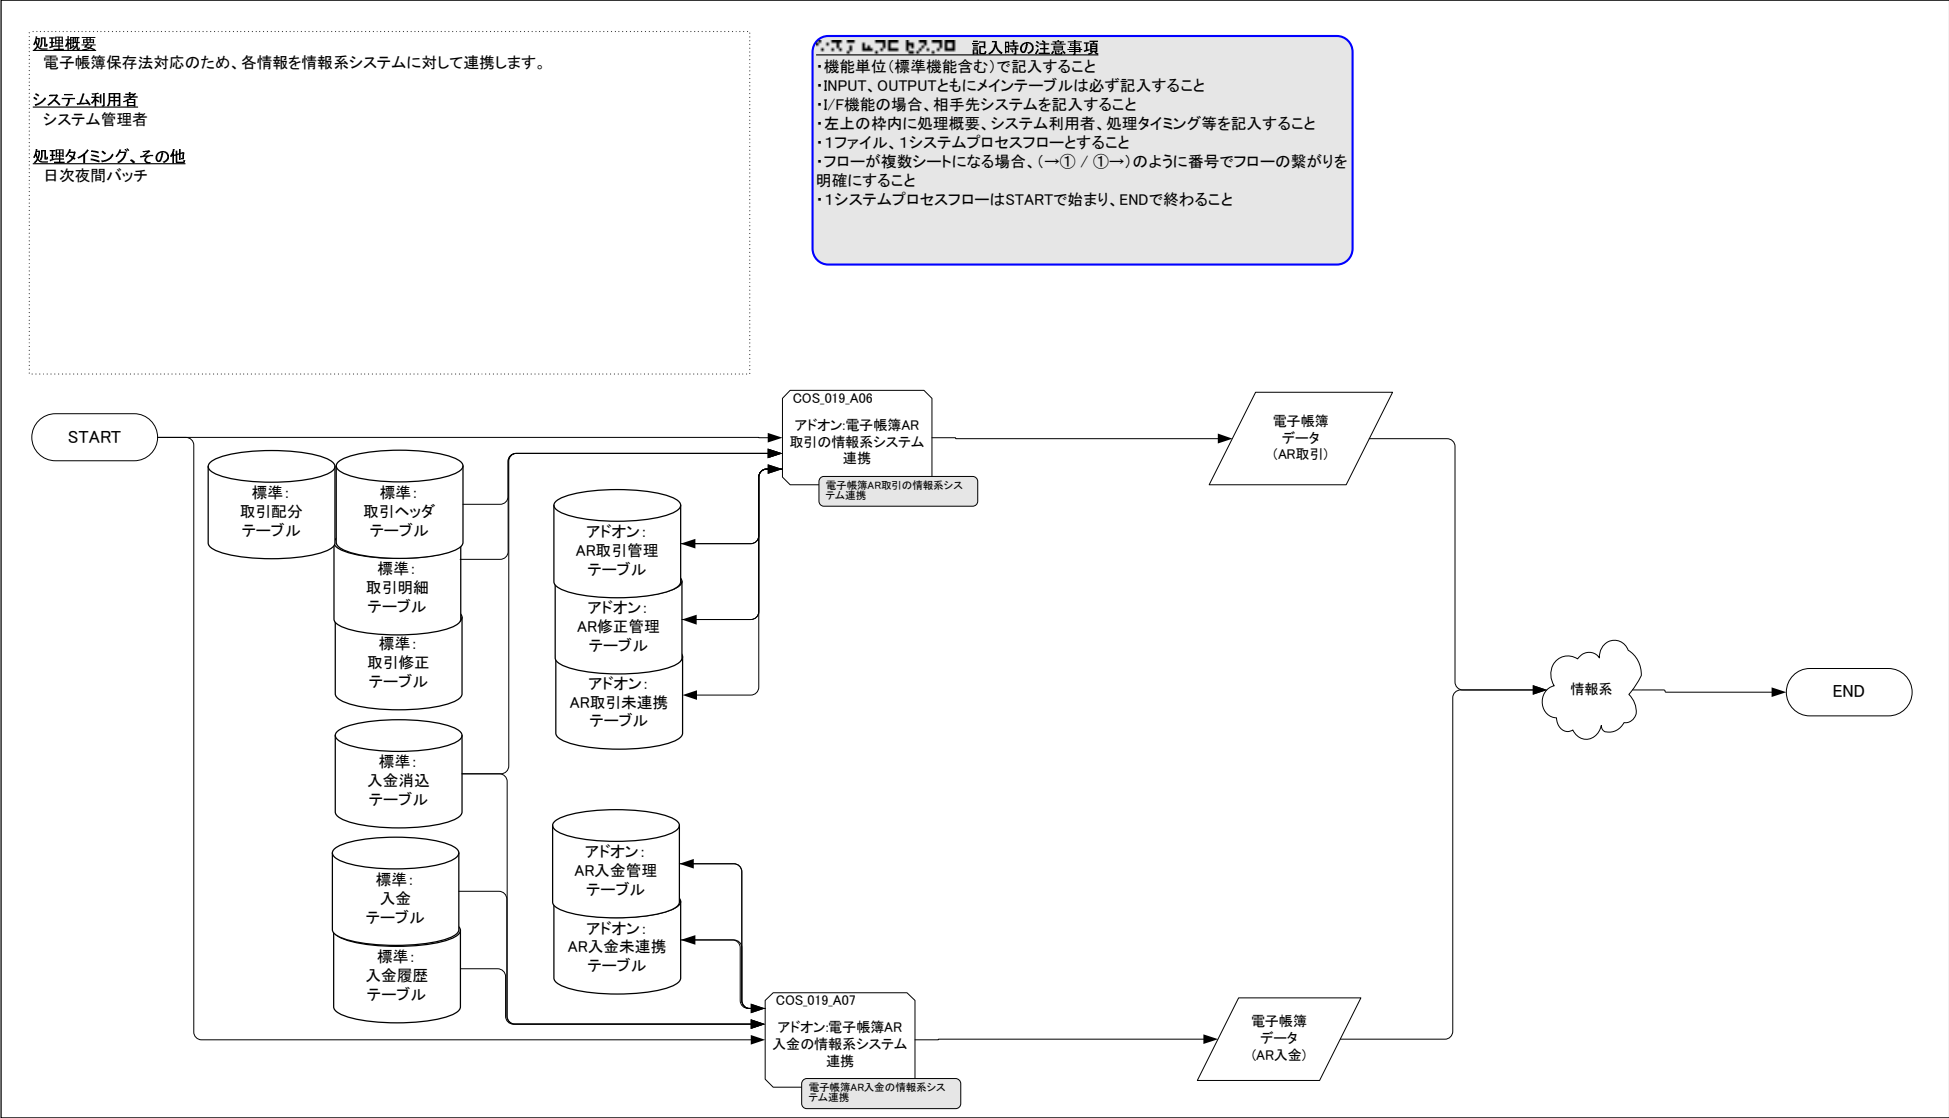 処理概要
電子帳簿保存法対応のため、各情報を情報系システムに対して連携します。
システム利用者
システム管理者
処理タイミング、その他
日次夜間バッチ
システムプロセスフロー 記入時の注意事項
・機能単位(標準機能含む)で記入すること
・INPUT、OUTPUTともにメインテーブルは必ず記入すること
・I/F機能の場合、相手先システムを記入すること
・左上の枠内に処理概要、システム利用者、処理タイミング等を記入すること
・1ファイル、1システムプロセスフローとすること
・フローが複数シートになる場合、(→① / ①→)のように番号でフローの繋がりを
明確にすること
・1システムプロセスフローはSTARTで始まり、ENDで終わること
START
COS_019_A06
アドオン:電子帳簿AR
取引の情報系システム
連携
電子帳簿AR取引の情報系シス
テム連携
電子帳簿
データ
(AR取引)
標準:
取引配分
テーブル
標準:
取引ヘッダ
テーブル
標準:
取引明細
テーブル
標準:
取引修正
テーブル
アドオン:
AR取引管理
テーブル
アドオン:
AR修正管理
テーブル
アドオン:
AR取引未連携
テーブル
情報系
END
標準:
入金消込
テーブル
標準:
入金
テーブル
標準:
入金履歴
テーブル
アドオン:
AR入金管理
テーブル
アドオン:
AR入金未連携
テーブル
COS_019_A07
アドオン:電子帳簿AR
入金の情報系システム
連携
電子帳簿AR入金の情報系シス
テム連携
電子帳簿
データ
(AR入金)